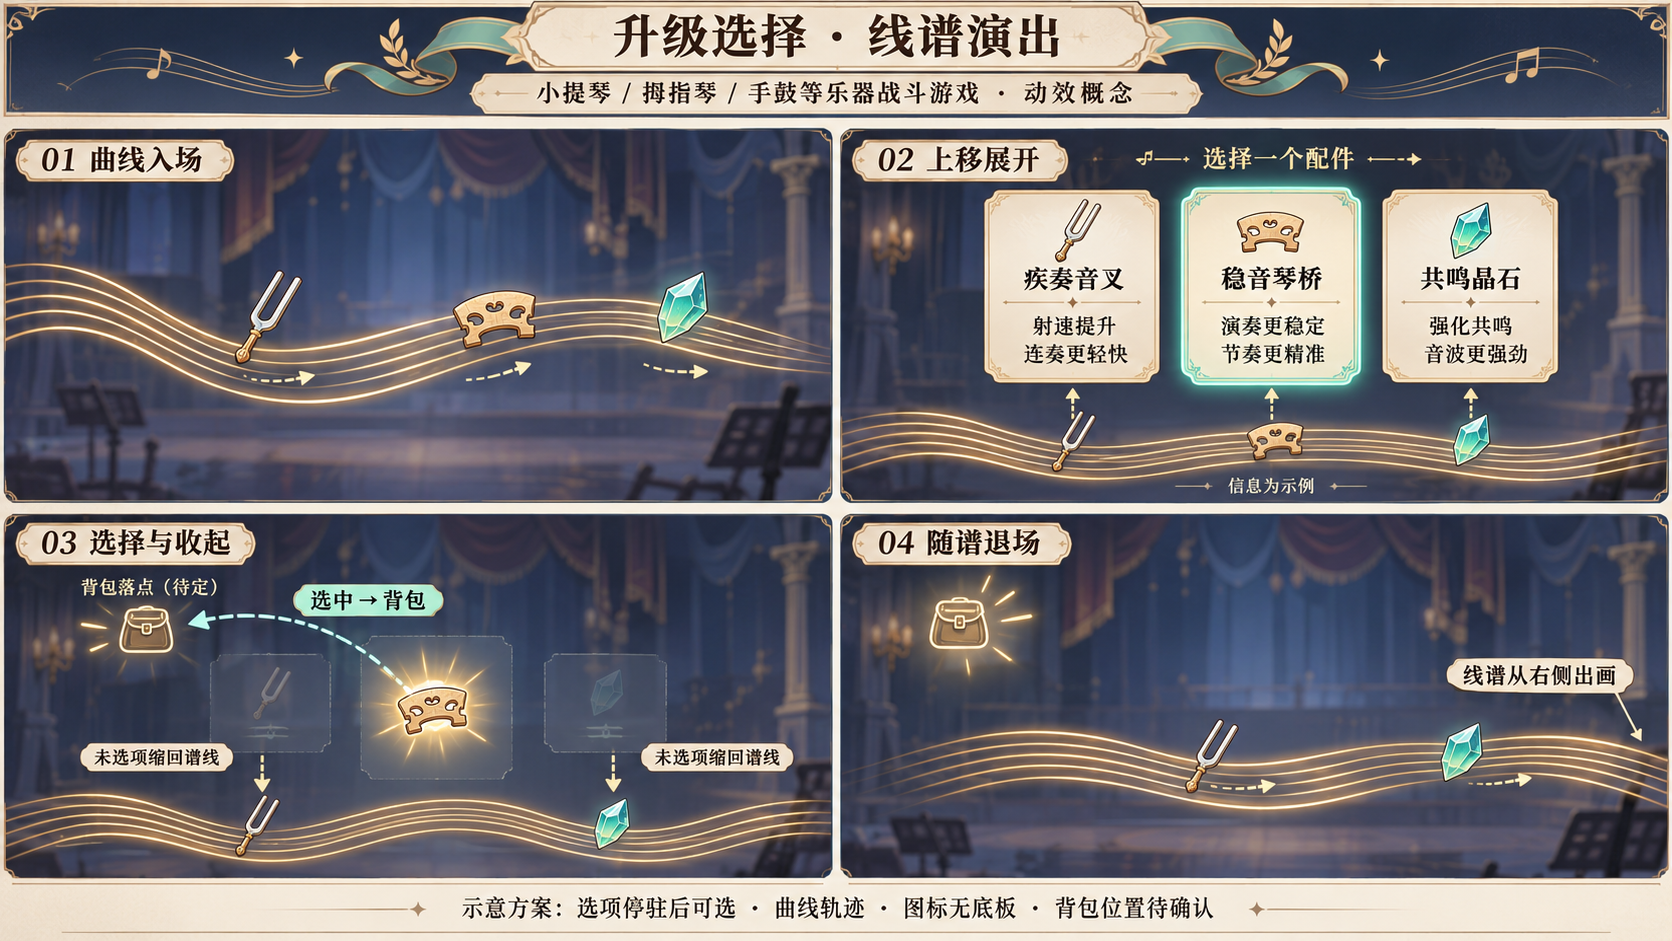 升级选择 · 线谱演出
小提琴 / 拇指琴 / 手鼓等乐器战斗游戏 · 动效概念
01 曲线入场
02 上移展开
选择一个配件
疾奏音叉
射速提升
连奏更轻快
稳音琴桥
演奏更稳定
节奏更精准
共鸣晶石
强化共鸣
音波更强劲
信息为示例
03 选择与收起
背包落点（待定）
选中→背包
未选项缩回谱线
未选项缩回谱线
04 随谱退场
线谱从右侧出画
示意方案：选项停驻后可选 · 曲线轨迹 · 图标无底板 · 背包位置待确认